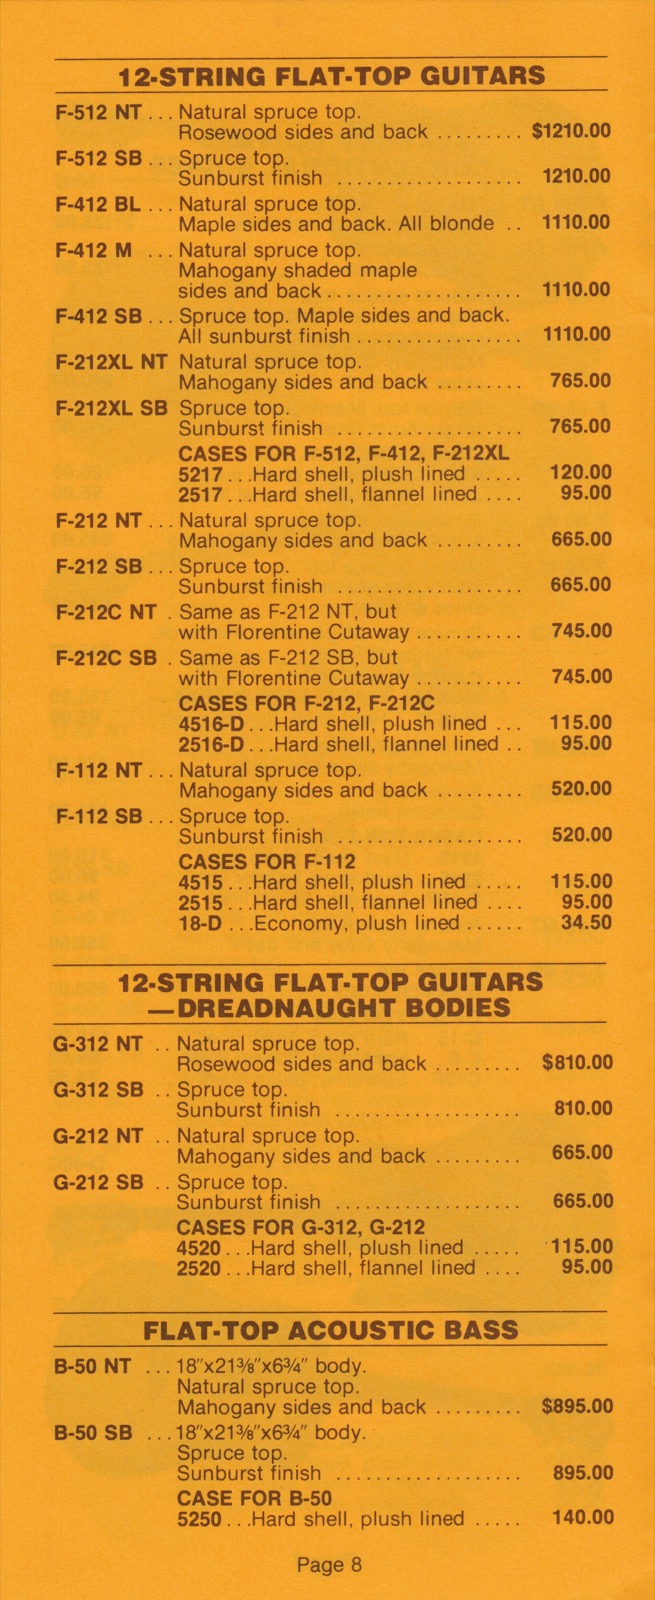 12-STRING FLAT-TOP GUITARS
F-512 NT ... Natural spruce top.
Rosewood sides and back ......... $1210.00
F-512 SB ... Spruce top.
Sunburst finish ................... 1210.00
F-412 BL ... Natural spruce top.
Maple sides and back. All blonde .. 1110.00
F-412 M ... Natural spruce top.
Mahogany shaded maple
sides and back .................... 1110.00
F-412 SB ... Spruce top. Maple sides and back.
All sunburst finish ................. 1110.00
F-212XL NT Natural spruce top.
Mahogany sides and back ......... 765.00
F-212XL SB Spruce top.
Sunburst finish ................... 765.00
CASES FOR F-512, F-412, F-212XL
5217 ...Hard shell, plush lined ..... 120.00
2517 ...Hard shell, flannel lined .... 95.00
F-212 NT ... Natural spruce top.
Mahogany sides and back ......... 665.00
F-212 SB ... Spruce top.
Sunburst finish ................... 665.00
F-212C NT . Same as F-212 NT, but
with Florentine Cutaway ........... 745.00
F-212C SB . Same as F-212 SB, but
with Florentine Cutaway ........... 745.00
CASES FOR F-212, F-212C
4516-D ...Hard shell, plush lined ... 115.00
2516-D ...Hard shell, flannel lined .. 95.00
F-112 NT ... Natural spruce top.
Mahogany sides and back ......... 520.00
F-112 SB ... Spruce top.
Sunburst finish ................... 520.00
CASES FOR F-112
4515 ...Hard shell, plush lined ..... 115.00
2515 ...Hard shell, flannel lined .... 95.00
18-D ...Economy, plush lined ...... 34.50
12-STRING FLAT-TOP GUITARS
—DREADNAUGHT BODIES
G-312 NT .. Natural spruce top.
Rosewood sides and back ......... $810.00
G-312 SB .. Spruce top.
Sunburst finish ................... 810.00
G-212 NT .. Natural spruce top.
Mahogany sides and back ......... 665.00
G-212 SB .. Spruce top.
Sunburst finish ................... 665.00
CASES FOR G-312, G-212
4520 ...Hard shell, plush lined ..... 115.00
2520 ...Hard shell, flannel lined .... 95.00
FLAT-TOP ACOUSTIC BASS
B-50 NT ... 18"x21⅜"x6¾" body.
Natural spruce top.
Mahogany sides and back ......... $895.00
B-50 SB ... 18"x21⅜"x6¾" body.
Spruce top.
Sunburst finish ................... 895.00
CASE FOR B-50
5250 ...Hard shell, plush lined ..... 140.00
Page 8